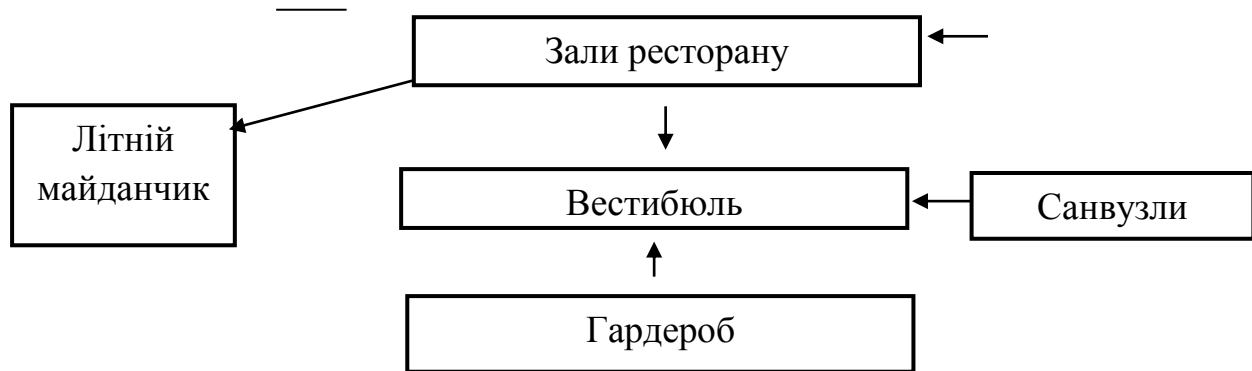 Зали ресторану
Літній
майданчик
Вестибюль
Санвузли
Гардероб